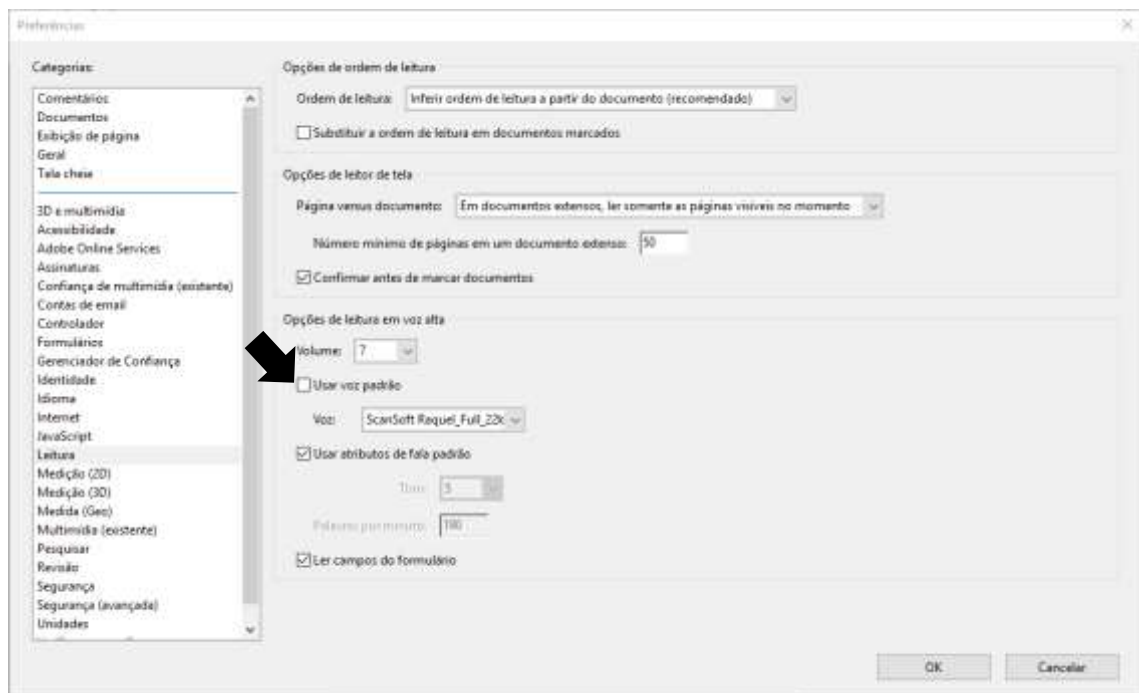 Preferências
Categorias:
Comentários
Documentos
Exibição de página
Geral
Tela cheia
3D e multimídia
Acessibilidade
Adobe Online Services
Assinaturas
Confiança de multimídia (existente)
Contas de email
Controlador
Formulários
Gerenciador de Confiança
Identidade
Idioma
Internet
JavaScript
Leitura
Medição (2D)
Medição (3D)
Medida (Geo)
Multimídia (existente)
Pesquisar
Revisão
Segurança
Segurança (avançada)
Unidades
Opções de ordem de leitura
Ordem de leitura: Inferir ordem de leitura a partir do documento (recomendado)
Substituir a ordem de leitura em documentos marcados
Opções de leitor de tela
Página versus documento: Em documentos extensos, ler somente as páginas visíveis no momento
Número mínimo de páginas em um documento extenso: 50
Confirmar antes de marcar documentos
Opções de leitura em voz alta
Volume: 7
Usar voz padrão
Voz: ScanSoft Raquel_Full_22k
Usar atributos de fala padrão
Tom: 5
Palavras por minuto: 190
Ler campos do formulário
OK
Cancelar